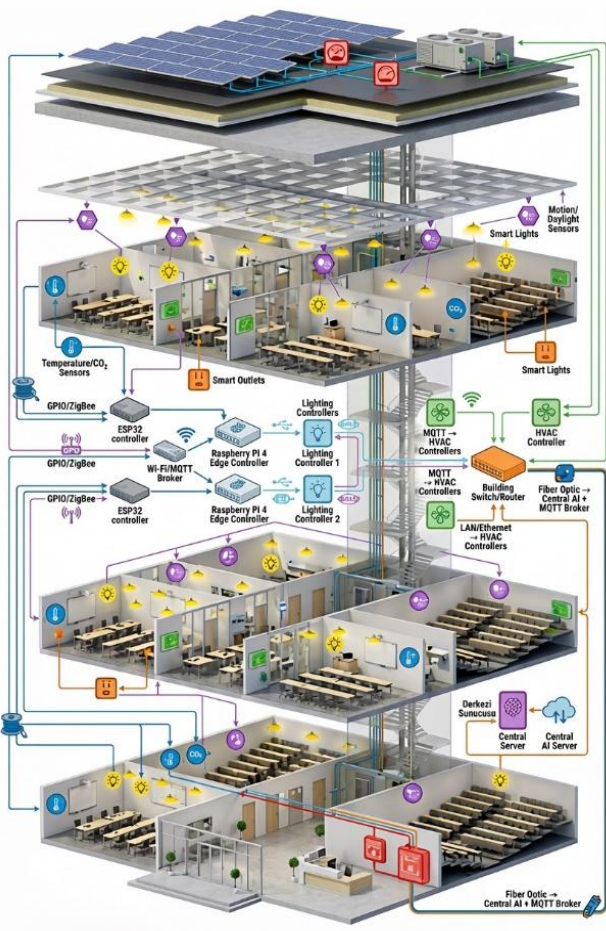 Motion/
Daylight
Sensors
Smart Lights
CO₂
Temperature/CO₂
Sensors
Smart Outlets
Smart Lights
GPIO/ZigBee
ESP32
controller
Raspberry Pi 4
Edge Controller
Lighting
Controllers
Lighting
Controller 1
MQTT →
HVAC
Controllers
HVAC
Controller
GPIO/ZigBee
Wi-Fi/MQTT
Broker
MQTT
→ HVAC
Controllers
Building
Switch/Router
Fiber Optic →
Central AI +
MQTT Broker
GPIO/ZigBee
ESP32
controller
Raspberry Pi 4
Edge Controller
Lighting
Controller 2
LAN/Ethernet
→ HVAC
Controllers
Derkezi
Sunucusu
Central
Server
Central
AI Server
CO₂
Fiber Optic →
Central AI + MQTT Broker